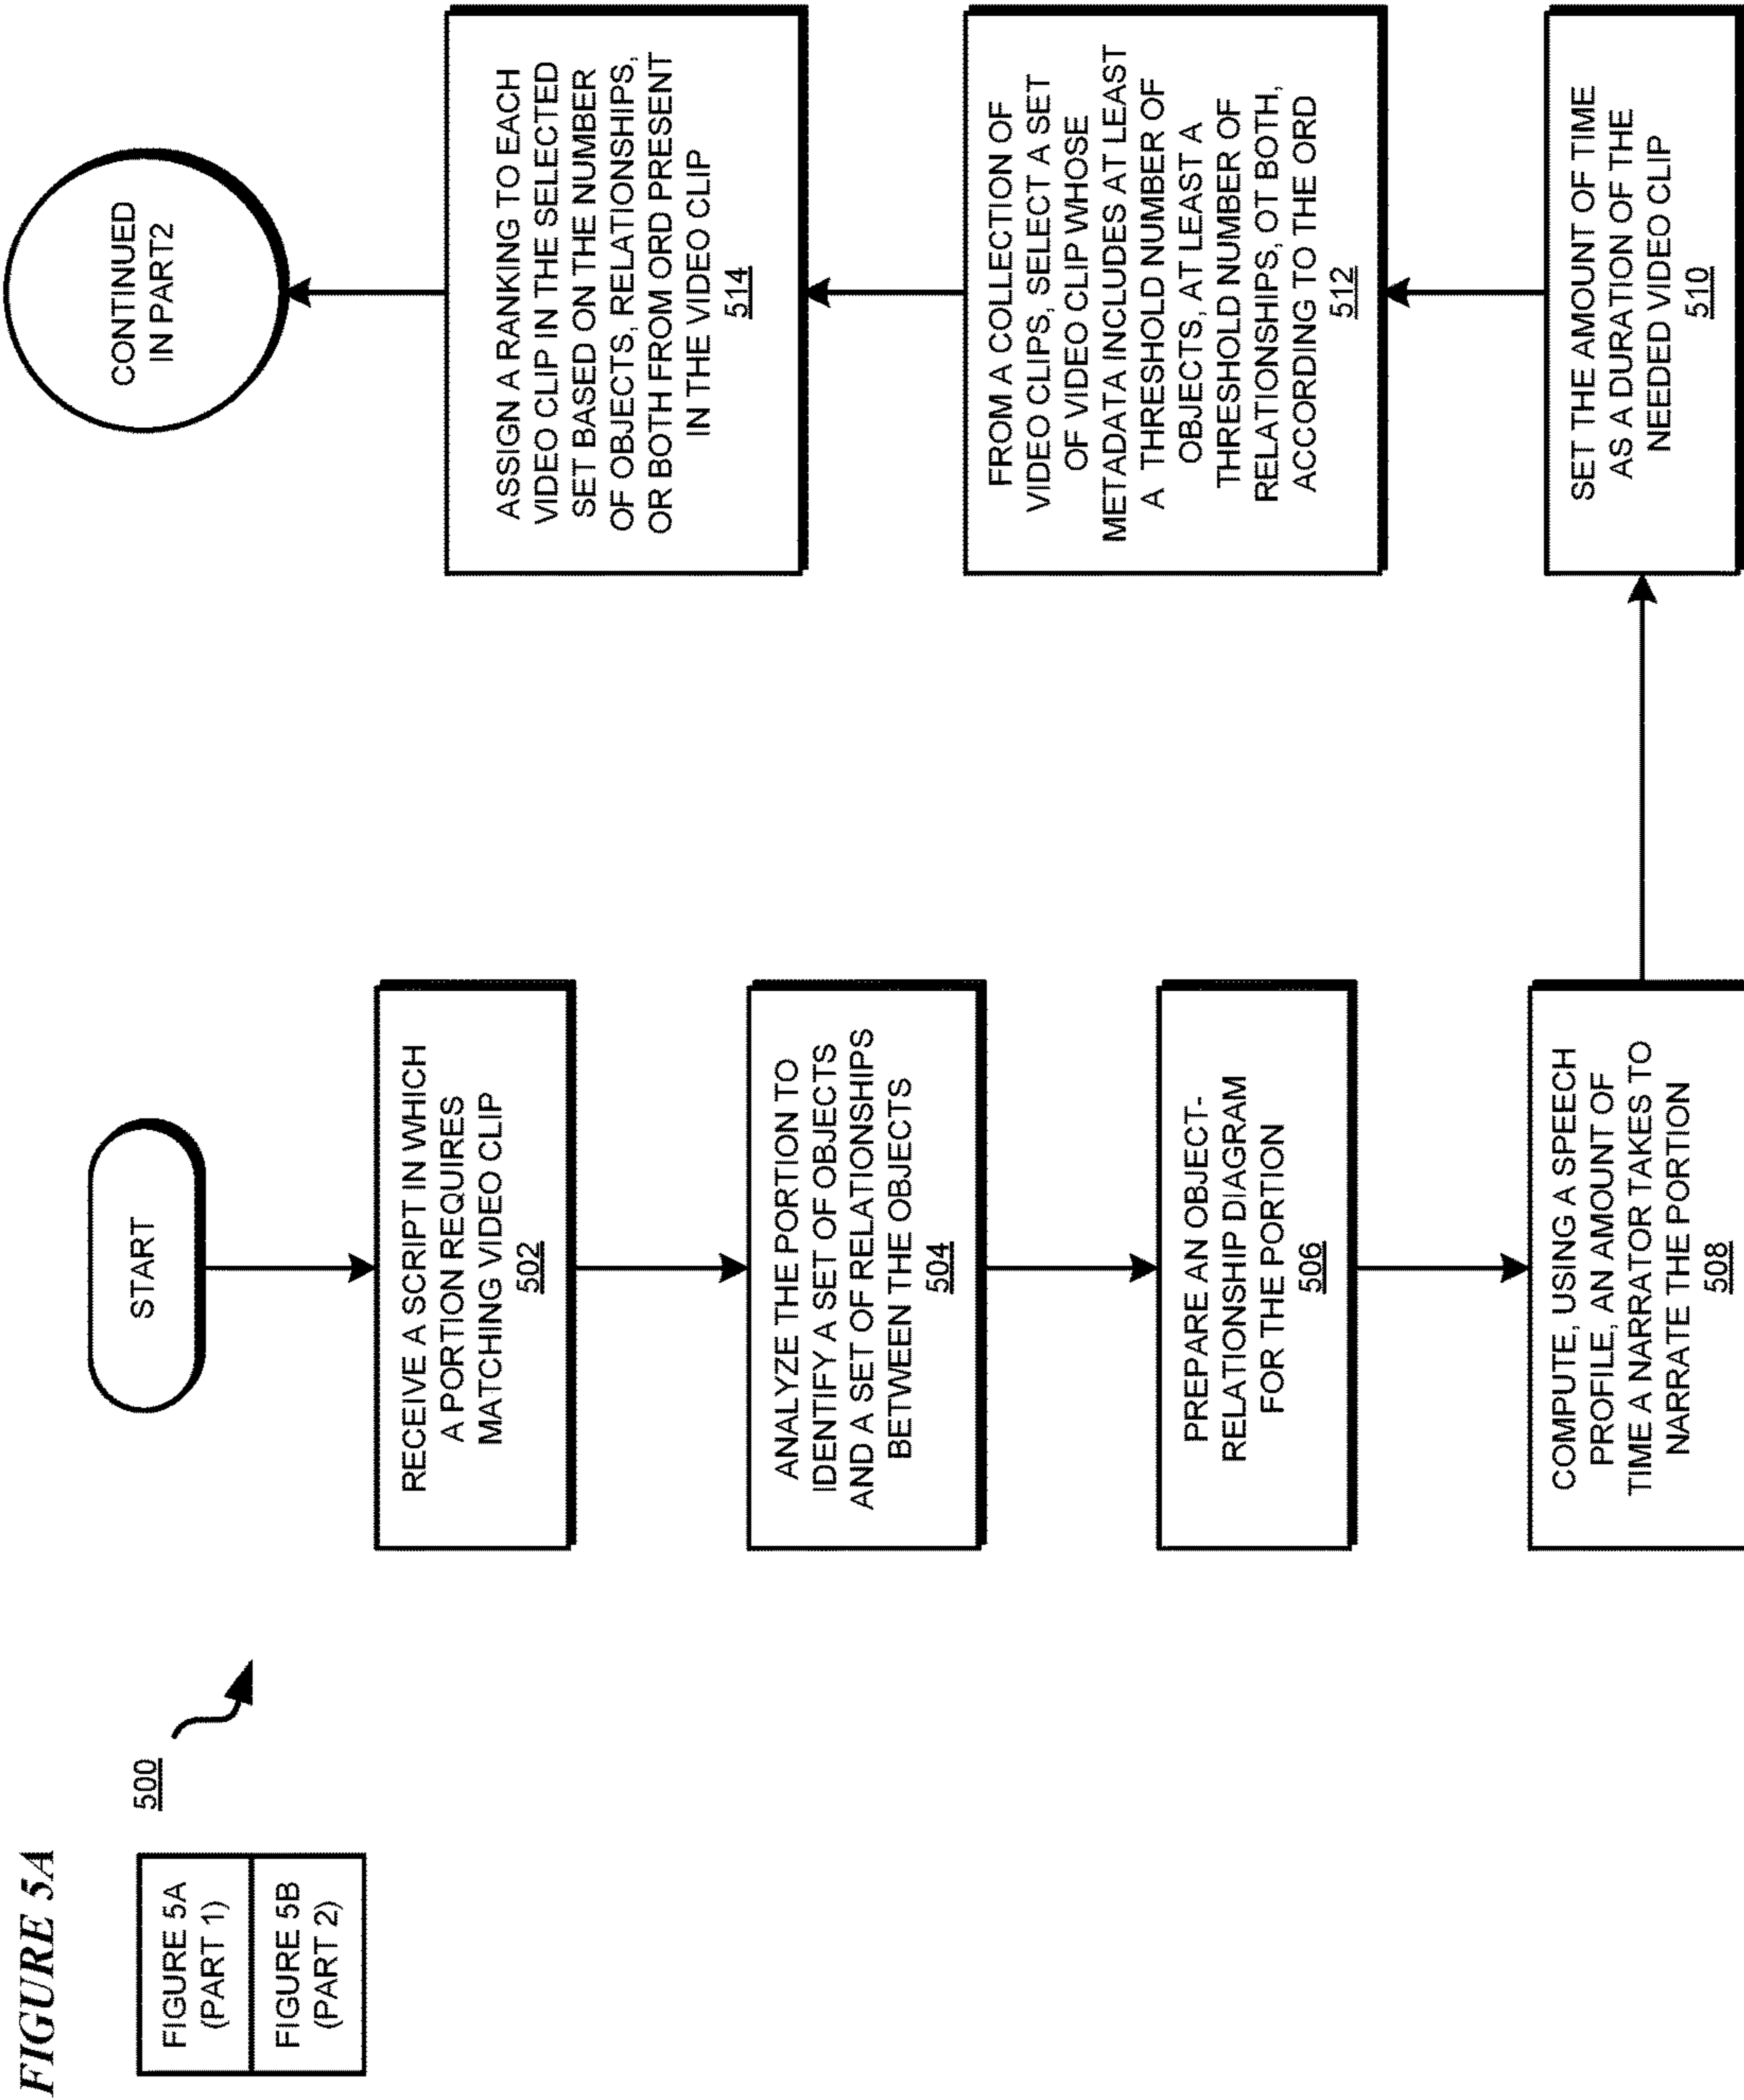 FIGURE 5A
FIGURE 5A
(PART 1)
FIGURE 5B
(PART 2)
500
START
RECEIVE A SCRIPT IN WHICH
A PORTION REQUIRES
MATCHING VIDEO CLIP
502
ANALYZE THE PORTION TO
IDENTIFY A SET OF OBJECTS
AND A SET OF RELATIONSHIPS
BETWEEN THE OBJECTS
504
PREPARE AN OBJECT-
RELATIONSHIP DIAGRAM
FOR THE PORTION
506
COMPUTE, USING A SPEECH
PROFILE, AN AMOUNT OF
TIME A NARRATOR TAKES TO
NARRATE THE PORTION
508
SET THE AMOUNT OF TIME
AS A DURATION OF THE
NEEDED VIDEO CLIP
510
FROM A COLLECTION OF
VIDEO CLIPS, SELECT A SET
OF VIDEO CLIP WHOSE
METADATA INCLUDES AT LEAST
A THRESHOLD NUMBER OF
OBJECTS, AT LEAST A
THRESHOLD NUMBER OF
RELATIONSHIPS, OT BOTH,
ACCORDING TO THE ORD
512
ASSIGN A RANKING TO EACH
VIDEO CLIP IN THE SELECTED
SET BASED ON THE NUMBER
OF OBJECTS, RELATIONSHIPS,
OR BOTH FROM ORD PRESENT
IN THE VIDEO CLIP
514
CONTINUED
IN PART2